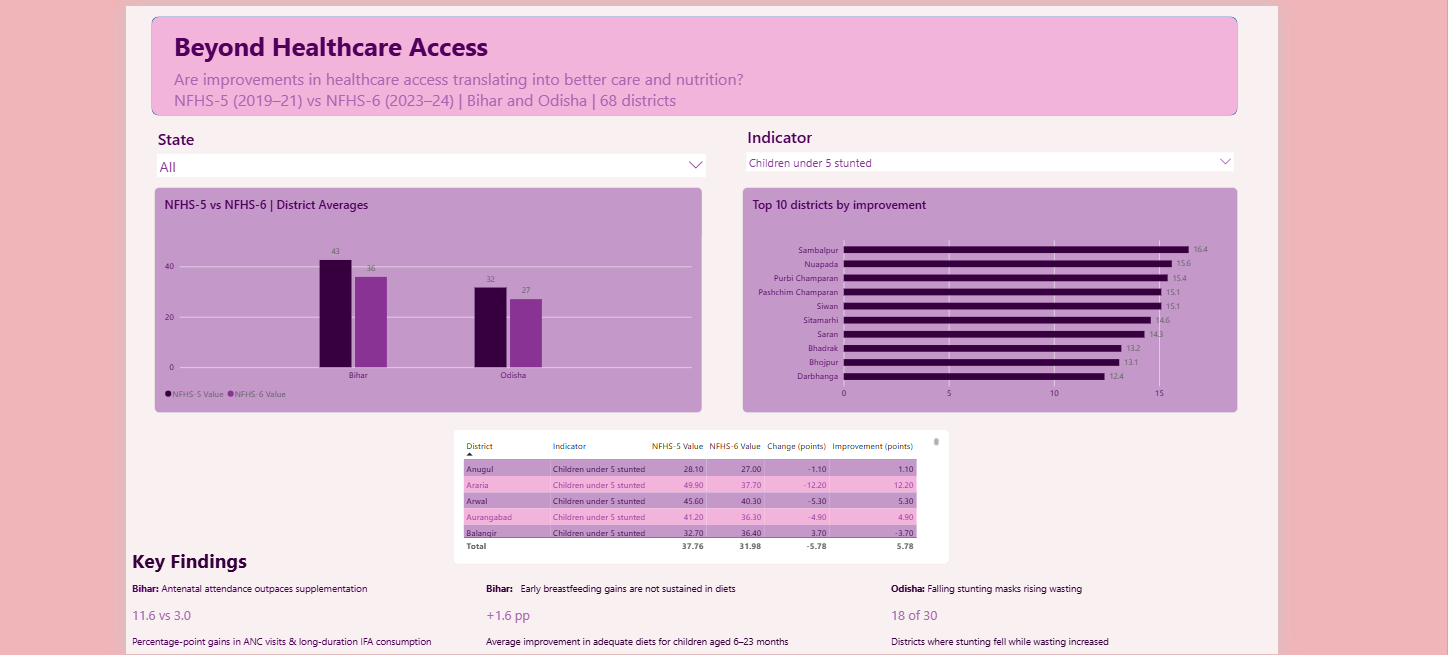 Beyond Healthcare Access
Are improvements in healthcare access translating into better care and nutrition?
NFHS-5 (2019–21) vs NFHS-6 (2023–24) | Bihar and Odisha | 68 districts
State
All
Indicator
Children under 5 stunted
NFHS-5 vs NFHS-6 | District Averages
43
36
32
27
40
20
0
Bihar
Odisha
NFHS-5 Value NFHS-6 Value
Top 10 districts by improvement
Sambalpur 16.4
Nuapada 15.6
Purbi Champaran 15.4
Pashchim Champaran 15.1
Siwan 15.1
Sitamarhi 14.6
Saran 14.3
Bhadrak 13.2
Bhojpur 13.1
Darbhanga 12.4
0 5 10 15
District Indicator NFHS-5 Value NFHS-6 Value Change (points) Improvement (points)
Anugul Children under 5 stunted 28.10 27.00 -1.10 1.10
Araria Children under 5 stunted 49.90 37.70 -12.20 12.20
Arwal Children under 5 stunted 45.60 40.30 -5.30 5.30
Aurangabad Children under 5 stunted 41.20 36.30 -4.90 4.90
Balangir Children under 5 stunted 32.70 36.40 3.70 -3.70
Total 37.76 31.98 -5.78 5.78
Key Findings
Bihar: Antenatal attendance outpaces supplementation
11.6 vs 3.0
Percentage-point gains in ANC visits & long-duration IFA consumption
Bihar: Early breastfeeding gains are not sustained in diets
+1.6 pp
Average improvement in adequate diets for children aged 6–23 months
Odisha: Falling stunting masks rising wasting
18 of 30
Districts where stunting fell while wasting increased